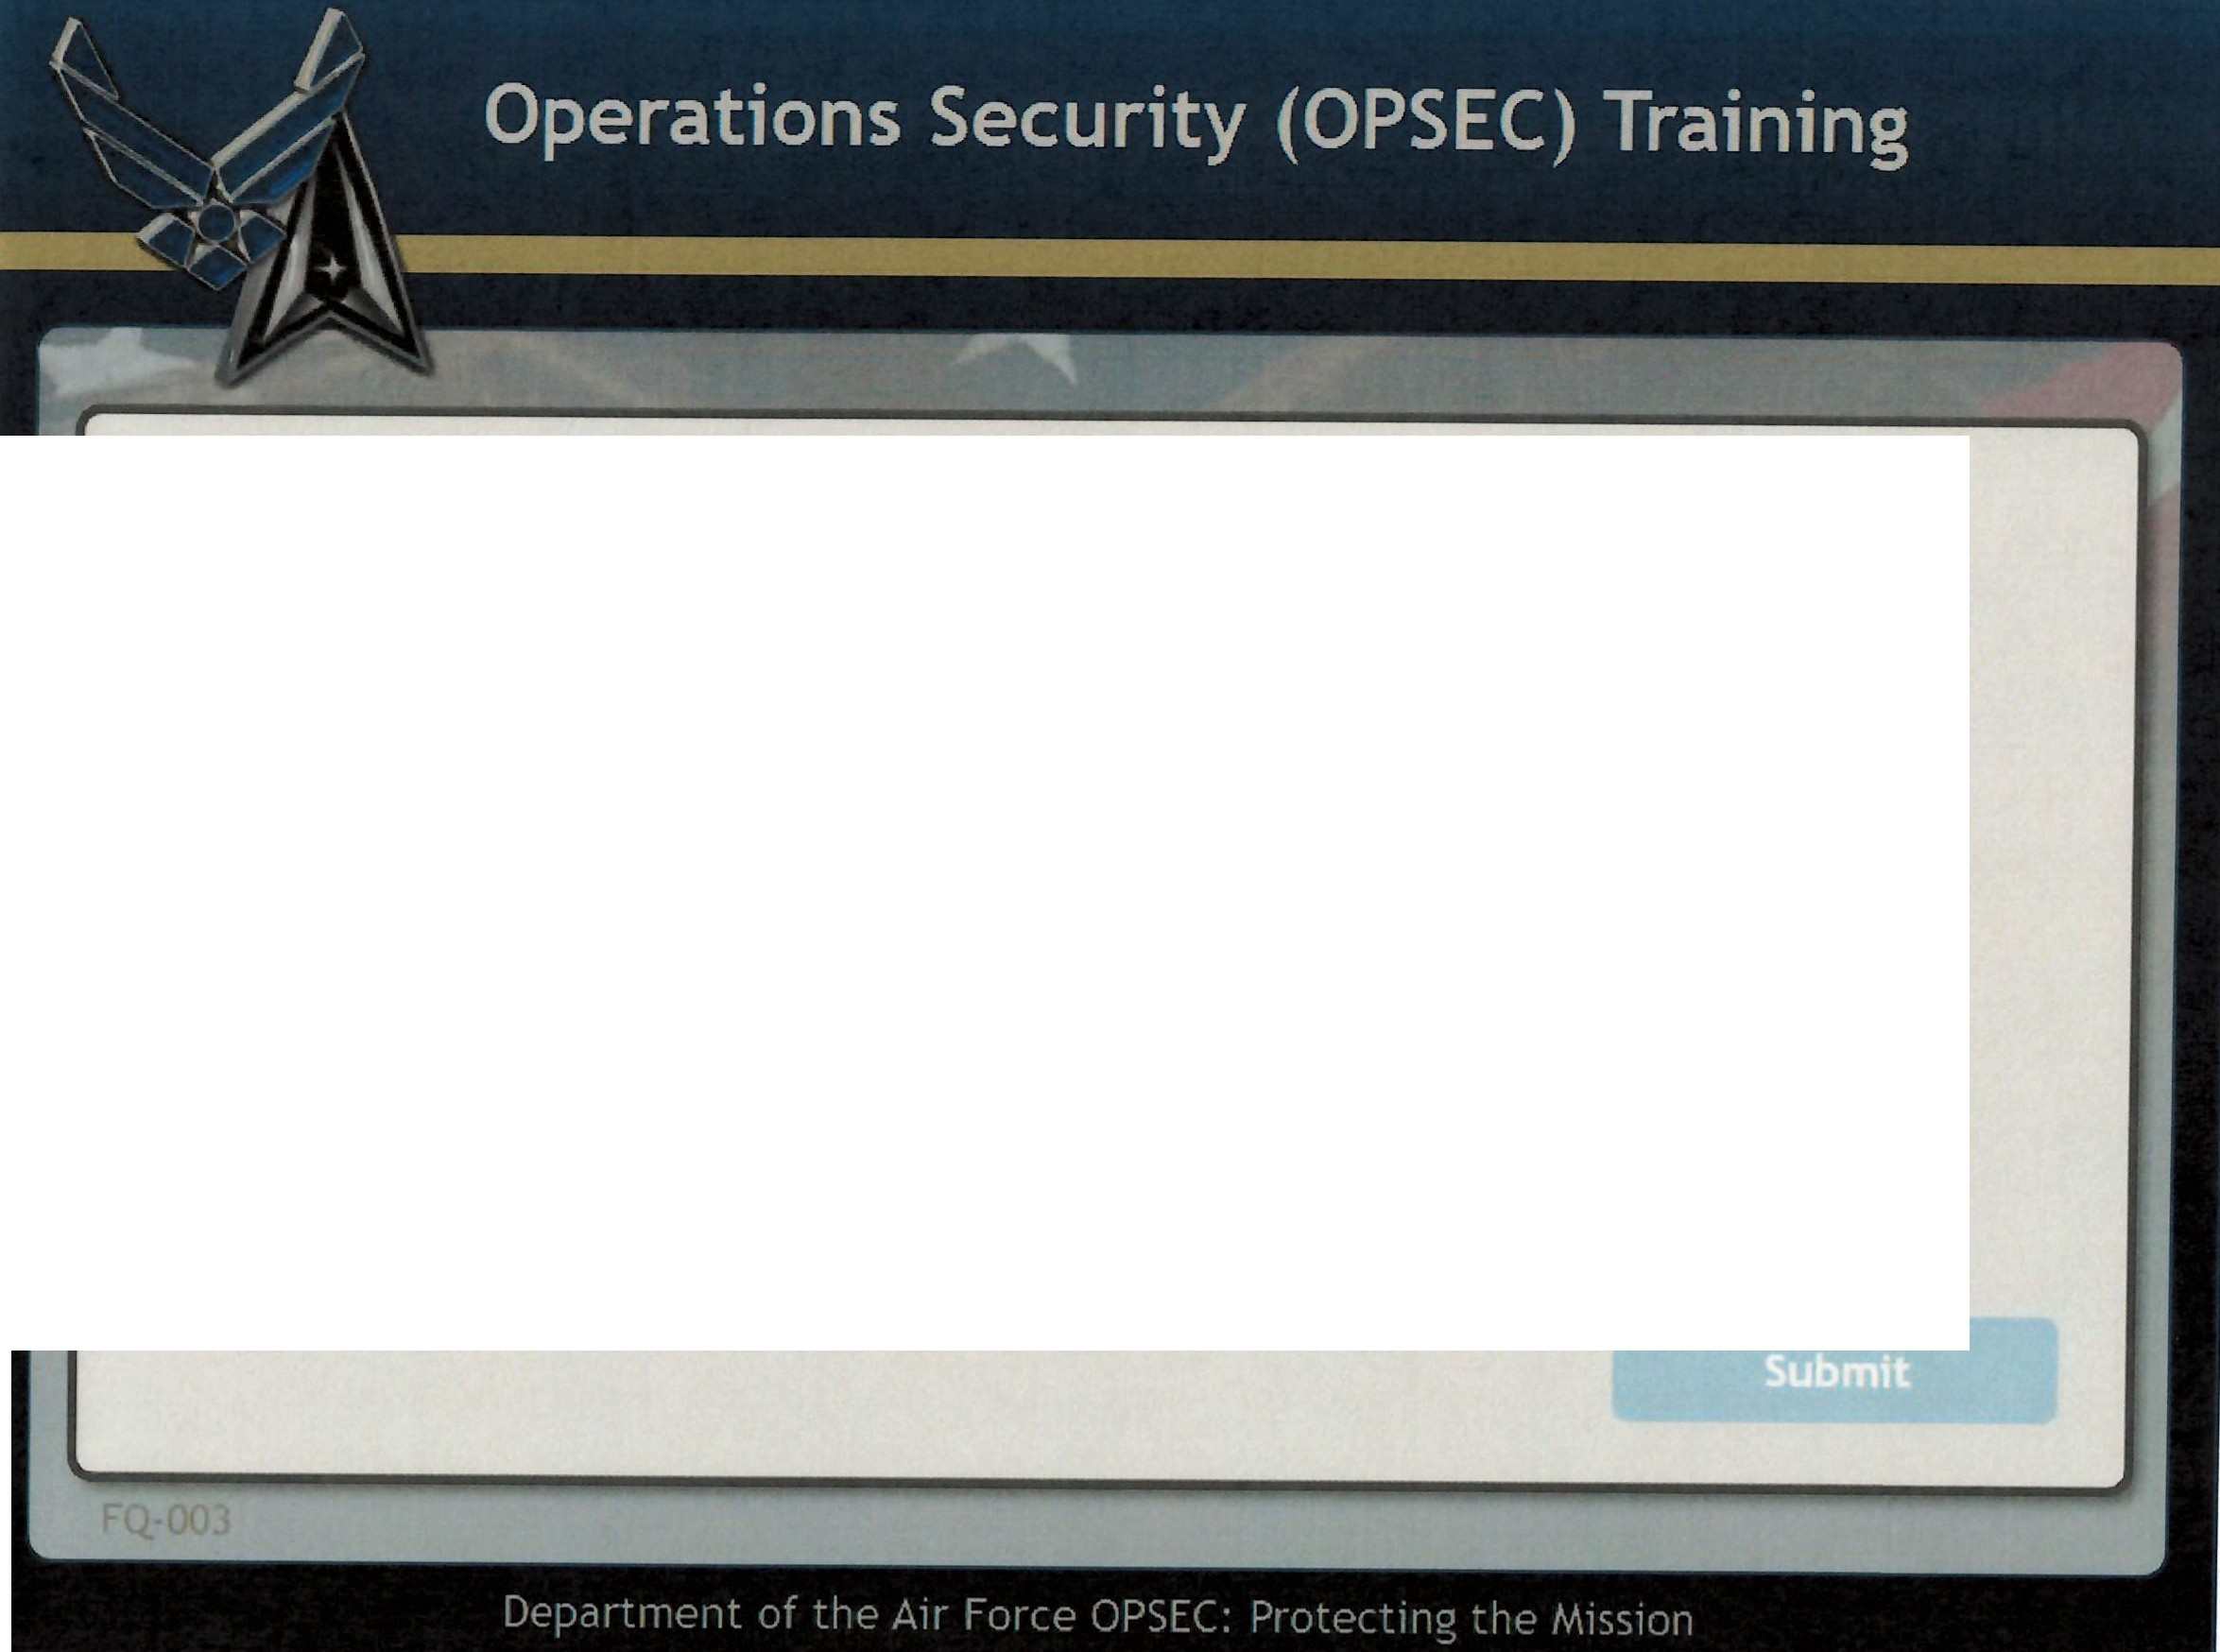 Operations Security (OPSEC) Training
Submit
FQ-003
Department of the Air Force OPSEC: Protecting the Mission